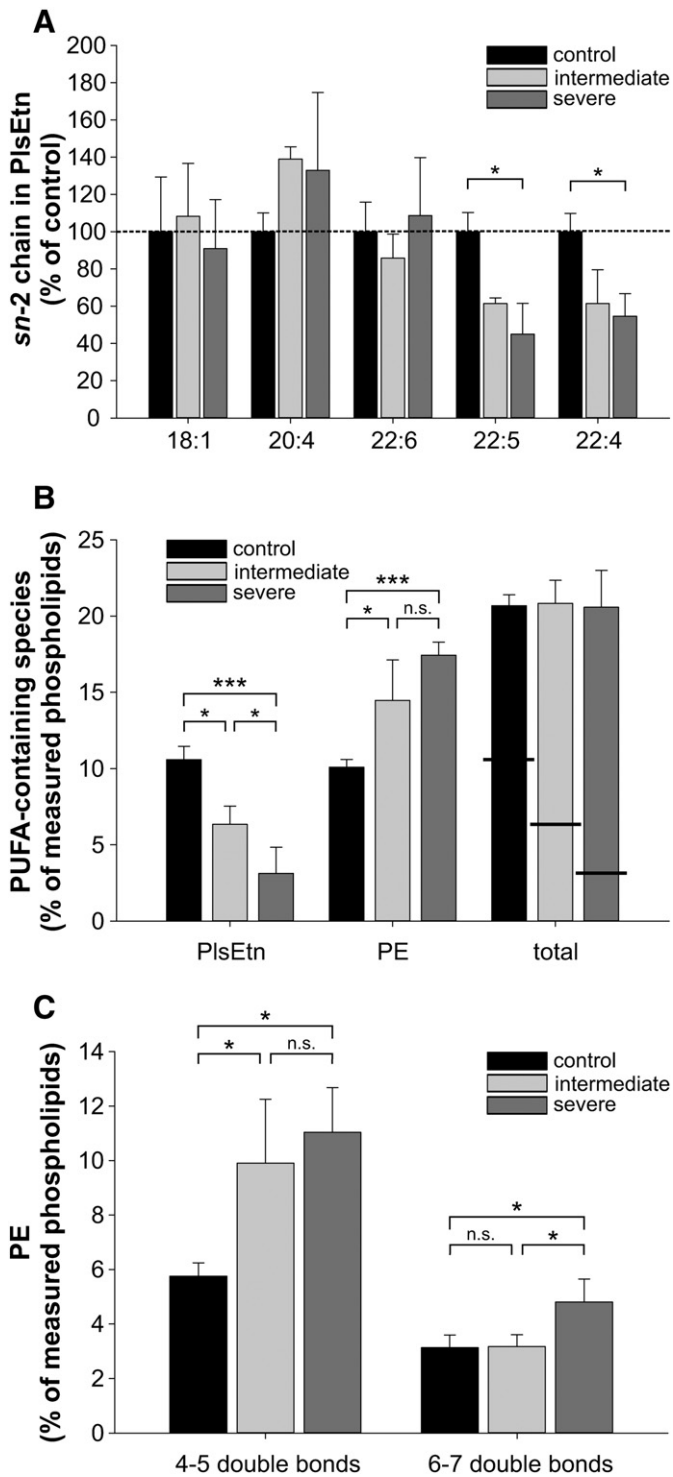 A
sn-2 chain in PlsEtn
(% of control)
200
180
160
140
120
100
80
60
40
20
0
control
intermediate
severe
*
*
18:1 20:4 22:6 22:5 22:4
B
PUFA-containing species
(% of measured phospholipids)
25
20
15
10
5
0
control
intermediate
severe
***
* *
***
* n.s.
PlsEtn PE total
C
PE
(% of measured phospholipids)
14
12
10
8
6
4
2
0
control
intermediate
severe
*
* n.s.
*
n.s. *
4-5 double bonds 6-7 double bonds